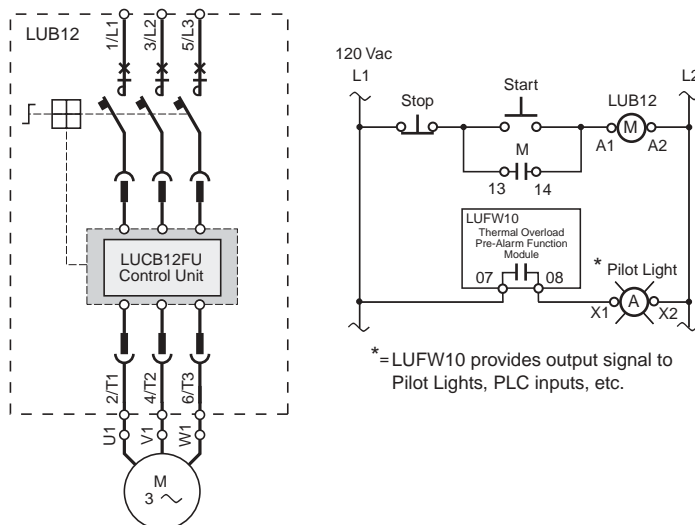 LUB12
1/L1
3/L2
5/L3
LUCB12FU
Control Unit
2/T1
4/T2
6/T3
U1
V1
W1
M
3
120 Vac
L1
L2
Stop
Start
LUB12
M
A1
A2
M
13
14
LUFW10
Thermal Overload
Pre-Alarm Function
Module
07
08
* Pilot Light
A
X1
X2
*=LUFW10 provides output signal to
Pilot Lights, PLC inputs, etc.